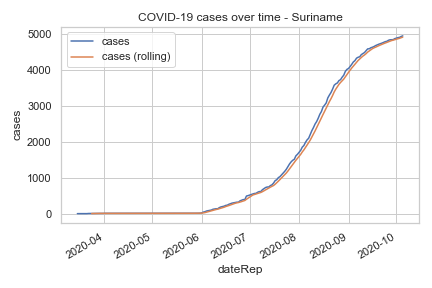 COVID-19 cases over time - Suriname
cases
cases (rolling)
5000
4000
3000
2000
1000
0
cases
2020-04
2020-05
2020-06
2020-07
2020-08
2020-09
2020-10
dateRep